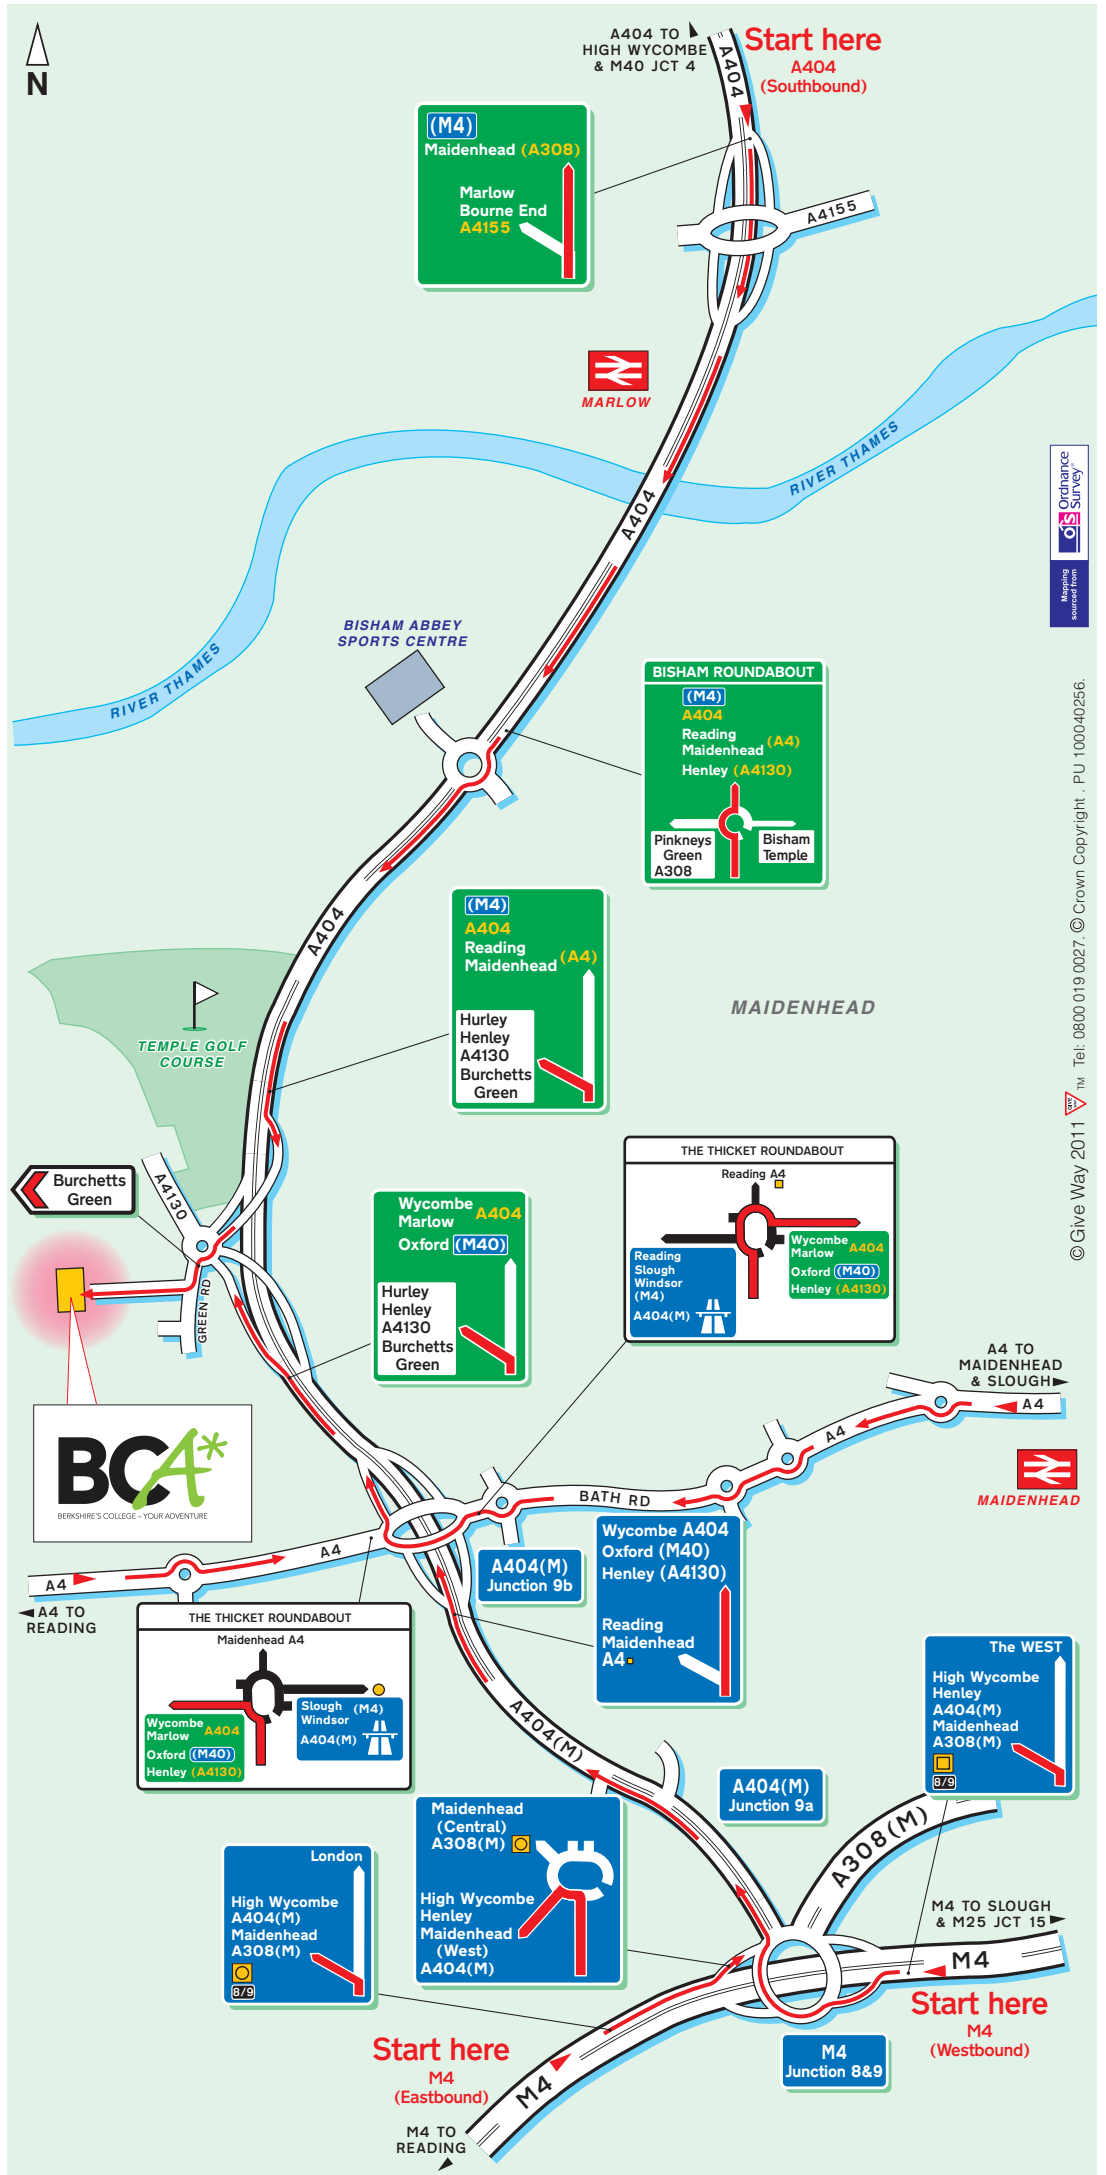 A404 TO
HIGH WYCOMBE
& M40 JCT 4
Start here
A404
(Southbound)
N
A404
(M4)
Maidenhead (A308)
Marlow
Bourne End
A4155
A4155
MARLOW
RIVER THAMES
A404
Ordnance
Survey®
Mapping
sourced from
BISHAM ABBEY
SPORTS CENTRE
RIVER THAMES
BISHAM ROUNDABOUT
(M4)
A404
Reading
Maidenhead (A4)
Henley (A4130)
Pinkneys
Green
A308
Bisham
Temple
A404
(M4)
A404
Reading
Maidenhead (A4)
Hurley
Henley
A4130
Burchetts
Green
MAIDENHEAD
TEMPLE GOLF
COURSE
© Give Way 2011 TM Tel: 0800 019 0027. © Crown Copyright . PU 100040256.
Burchetts
Green
A4130
GREEN RD
Wycombe
Marlow A404
Oxford (M40)
Hurley
Henley
A4130
Burchetts
Green
THE THICKET ROUNDABOUT
Reading A4
Reading
Slough
Windsor
(M4)
A404(M)
Wycombe
Marlow A404
Oxford (M40)
Henley (A4130)
A4 TO
MAIDENHEAD
& SLOUGH
A4
A4
BCA*
BERKSHIRE'S COLLEGE – YOUR ADVENTURE
BATH RD
MAIDENHEAD
A4
A4
A4 TO
READING
A404(M)
Junction 9b
Wycombe A404
Oxford (M40)
Henley (A4130)
Reading
Maidenhead
A4
THE THICKET ROUNDABOUT
Maidenhead A4
Wycombe
Marlow A404
Oxford (M40)
Henley (A4130)
Slough (M4)
Windsor
A404(M)
The WEST
High Wycombe
Henley
A404(M)
Maidenhead
A308(M)
8/9
A404(M)
A404(M)
Junction 9a
Maidenhead
(Central)
A308(M)
High Wycombe
Henley
Maidenhead
(West)
A404(M)
A308(M)
London
High Wycombe
A404(M)
Maidenhead
A308(M)
8/9
M4 TO SLOUGH
& M25 JCT 15
M4
Start here
M4
(Westbound)
Start here
M4
(Eastbound)
M4
M4
Junction 8&9
M4 TO
READING